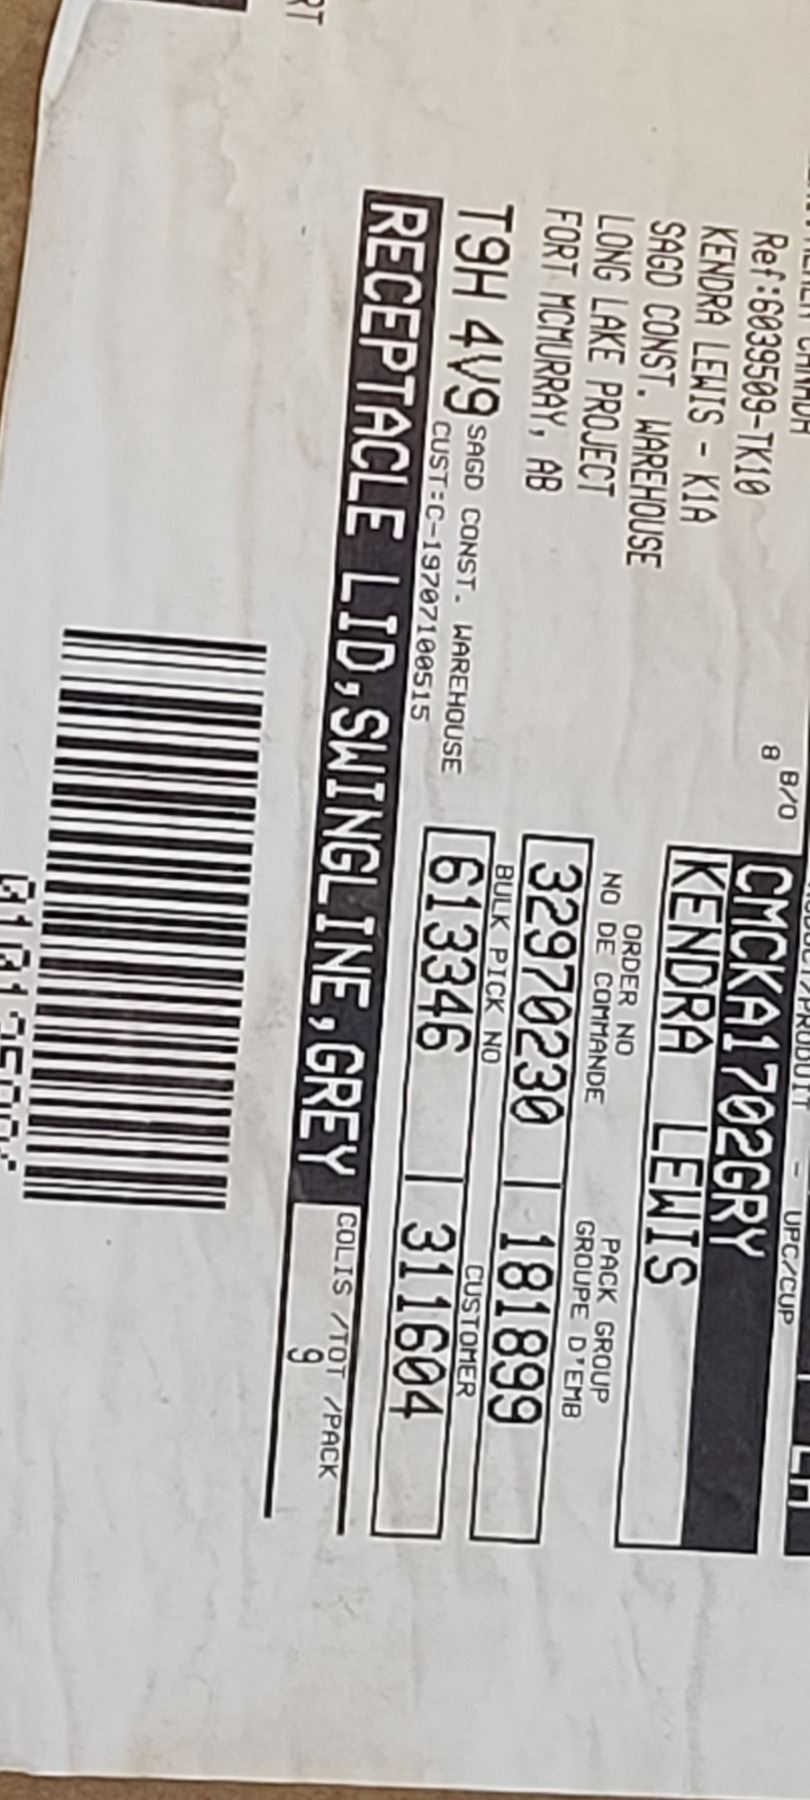 CANADA
Ref:6039509-TK10
KENDRA LEWIS - K1A
SAGD CONST. WAREHOUSE
LONG LAKE PROJECT
FORT MCMURRAY, AB
T9H 4V9
SAGD CONST. WAREHOUSE
CUST:C-19707100515
B/O
8
- UPC/CUP
CMCKA1702GRY
KENDRA LEWIS
ORDER NO
NO DE COMMANDE
PACK GROUP
GROUPE D'EMB
32970230 | 181899
BULK PICK NO
CUSTOMER
613346 | 311604
RECEPTACLE LID,SWINGLINE,GREY
COLIS /TOT /PACK
9